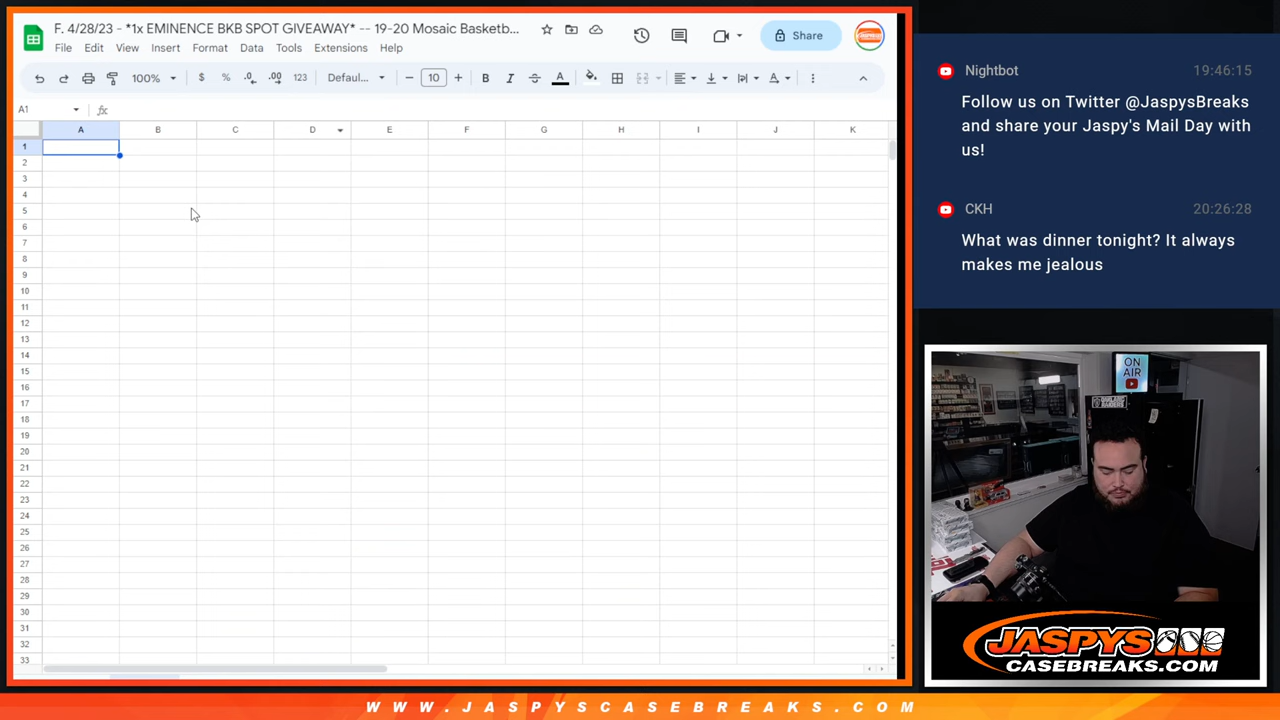 F. 4/28/23 - *1x EMINENCE BKB SPOT GIVEAWAY* -- 19-20 Mosaic Basketb...
File Edit View Insert Format Data Tools Extensions Help
Share
100% $ % .0 .00 123 Defaul... 10 B I S A
A1 fx
A B C D E F G H I J K
1
2
3
4
5
6
7
8
9
10
11
12
13
14
15
16
17
18
19
20
21
22
23
24
25
26
27
28
29
30
31
32
33
Nightbot 19:46:15
Follow us on Twitter @JaspysBreaks
and share your Jaspy's Mail Day with
us!
CKH 20:26:28
What was dinner tonight? It always
makes me jealous
ON
AIR
JASPYS
CASEBREAKS.COM
WWW.JASPYSCASEBREAKS.COM